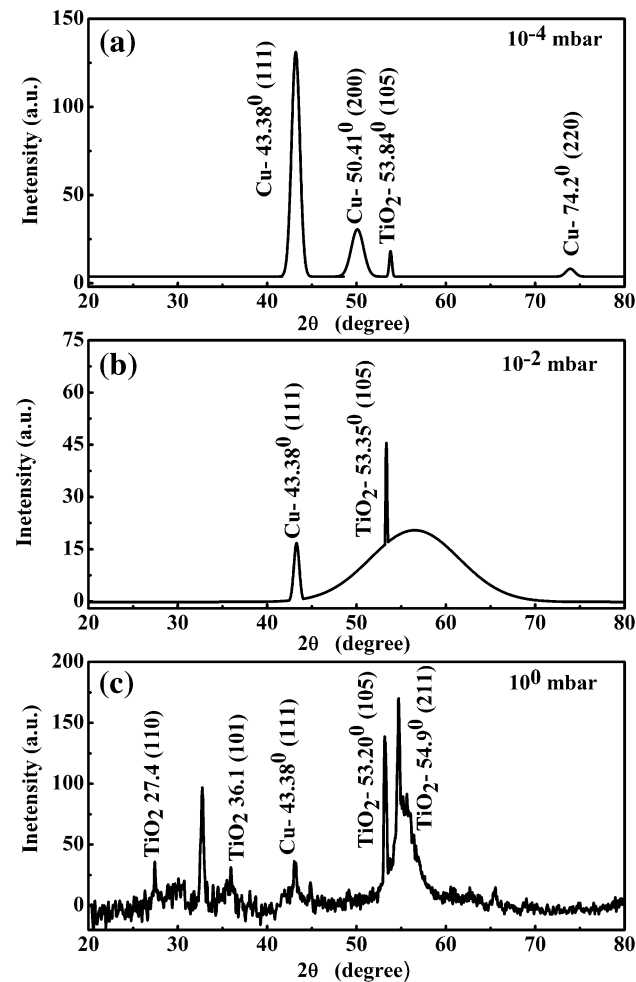 (a)
10-4 mbar
Inetensity (a.u.)
150
100
50
0
Cu- 43.380 (111)
Cu- 50.410 (200)
TiO2- 53.840 (105)
Cu- 74.20 (220)
20 30 40 50 60 70 80
2θ (degree)
(b)
10-2 mbar
Inetensity (a.u.)
75
60
45
30
15
0
Cu- 43.380 (111)
TiO2- 53.350 (105)
20 30 40 50 60 70 80
2θ (degree)
(c)
100 mbar
Inetensity (a.u.)
200
150
100
50
0
TiO2 27.4 (110)
TiO2 36.1 (101)
Cu- 43.380 (111)
TiO2- 53.200 (105)
TiO2- 54.90 (211)
20 30 40 50 60 70 80
2θ (degree)